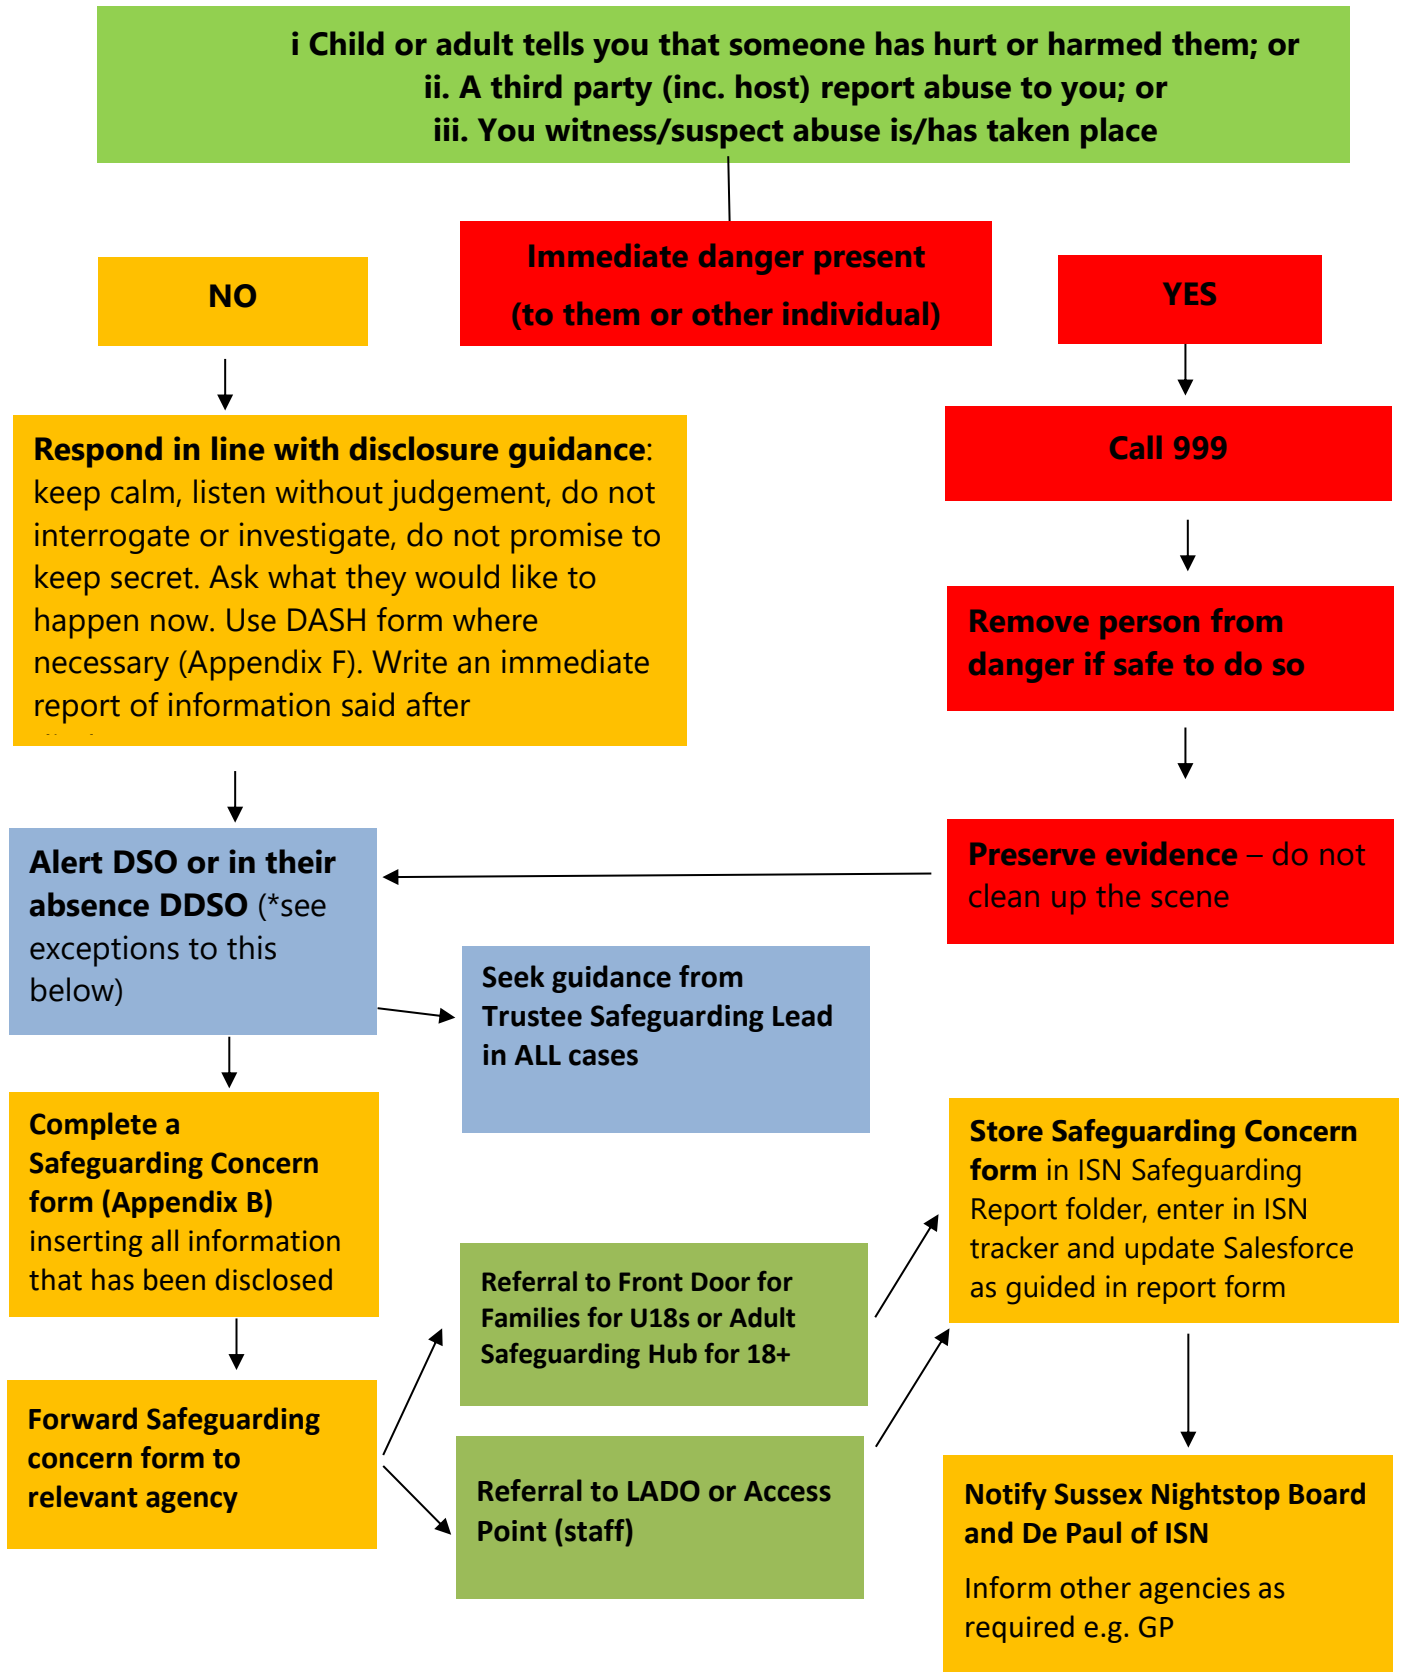 i Child or adult tells you that someone has hurt or harmed them; or
ii. A third party (inc. host) report abuse to you; or
iii. You witness/suspect abuse is/has taken place
Immediate danger present
(to them or other individual)
NO
YES
Respond in line with disclosure guidance:
keep calm, listen without judgement, do not
interrogate or investigate, do not promise to
keep secret. Ask what they would like to
happen now. Use DASH form where
necessary (Appendix F). Write an immediate
report of information said after
Call 999
Remove person from
danger if safe to do so
Preserve evidence – do not
clean up the scene
Alert DSO or in their
absence DDSO (*see
exceptions to this
below)
Seek guidance from
Trustee Safeguarding Lead
in ALL cases
Complete a
Safeguarding Concern
form (Appendix B)
inserting all information
that has been disclosed
Forward Safeguarding
concern form to
relevant agency
Referral to Front Door for
Families for U18s or Adult
Safeguarding Hub for 18+
Referral to LADO or Access
Point (staff)
Store Safeguarding Concern
form in ISN Safeguarding
Report folder, enter in ISN
tracker and update Salesforce
as guided in report form
Notify Sussex Nightstop Board
and De Paul of ISN
Inform other agencies as
required e.g. GP